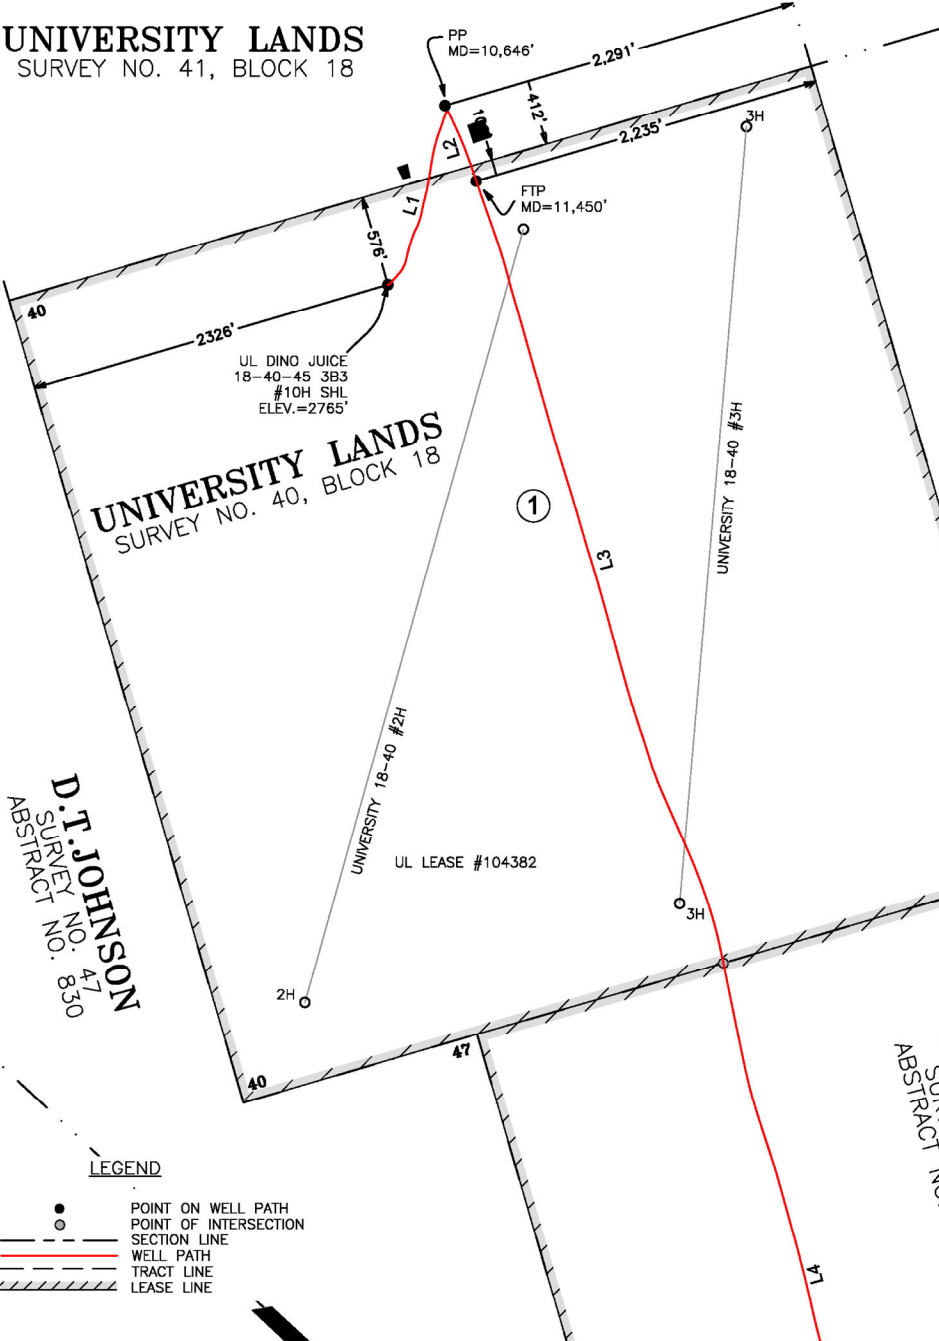 UNIVERSITY LANDS
SURVEY NO. 41, BLOCK 18
PP
MD=10,646'
2,291'
412'
2,235'
3H
L2
L1
FTP
MD=11,450'
576'
40
2326'
UL DINO JUICE
18-40-45 3B3
#10H SHL
ELEV.=2765'
UNIVERSITY LANDS
SURVEY NO. 40, BLOCK 18
1
L3
UNIVERSITY 18-40 #3H
UNIVERSITY 18-40 #2H
UL LEASE #104382
D.T.JOHNSON
SURVEY NO. 47
ABSTRACT NO. 830
3H
2H
47
40
ABSTRACT NO.
L4
LEGEND
POINT ON WELL PATH
POINT OF INTERSECTION
SECTION LINE
WELL PATH
TRACT LINE
LEASE LINE